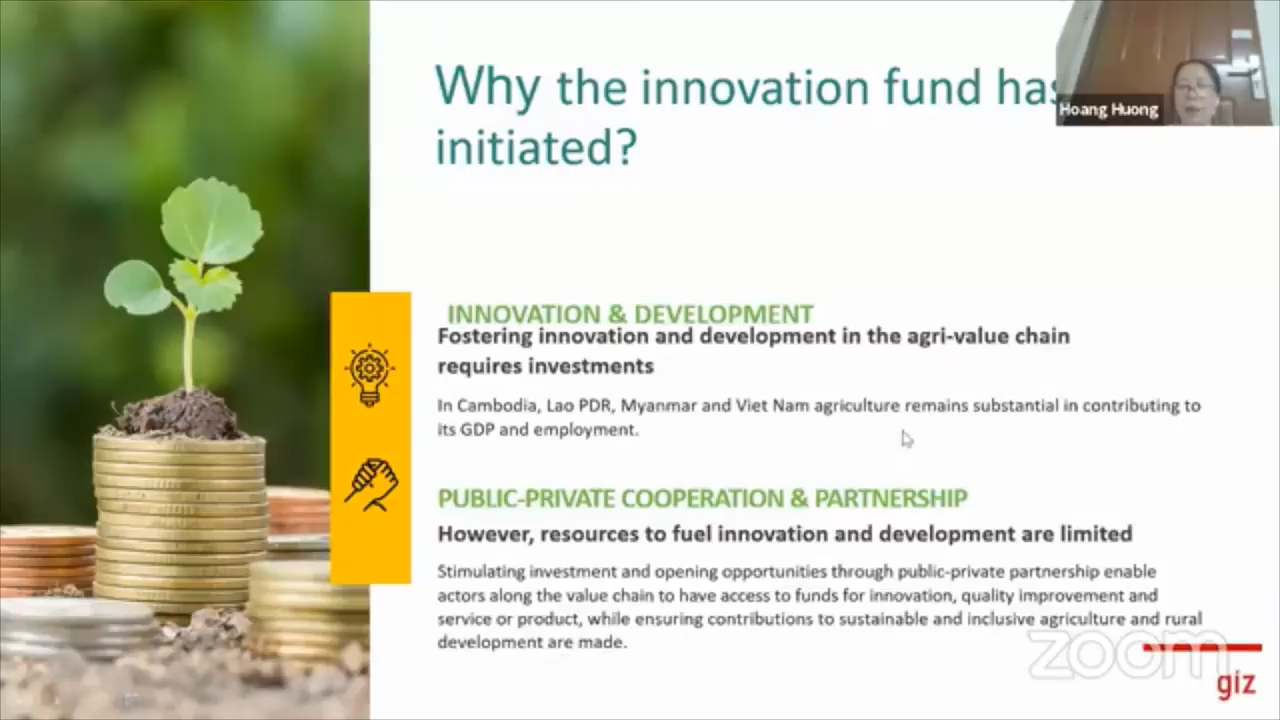 Why the innovation fund has
initiated?
Hoang Huong
INNOVATION & DEVELOPMENT
Fostering innovation and development in the agri-value chain
requires investments
In Cambodia, Lao PDR, Myanmar and Viet Nam agriculture remains substantial in contributing to
its GDP and employment.
PUBLIC-PRIVATE COOPERATION & PARTNERSHIP
However, resources to fuel innovation and development are limited
Stimulating investment and opening opportunities through public-private partnership enable
actors along the value chain to have access to funds for innovation, quality improvement and
service or product, while ensuring contributions to sustainable and inclusive agriculture and rural
development are made.
zoom
giz